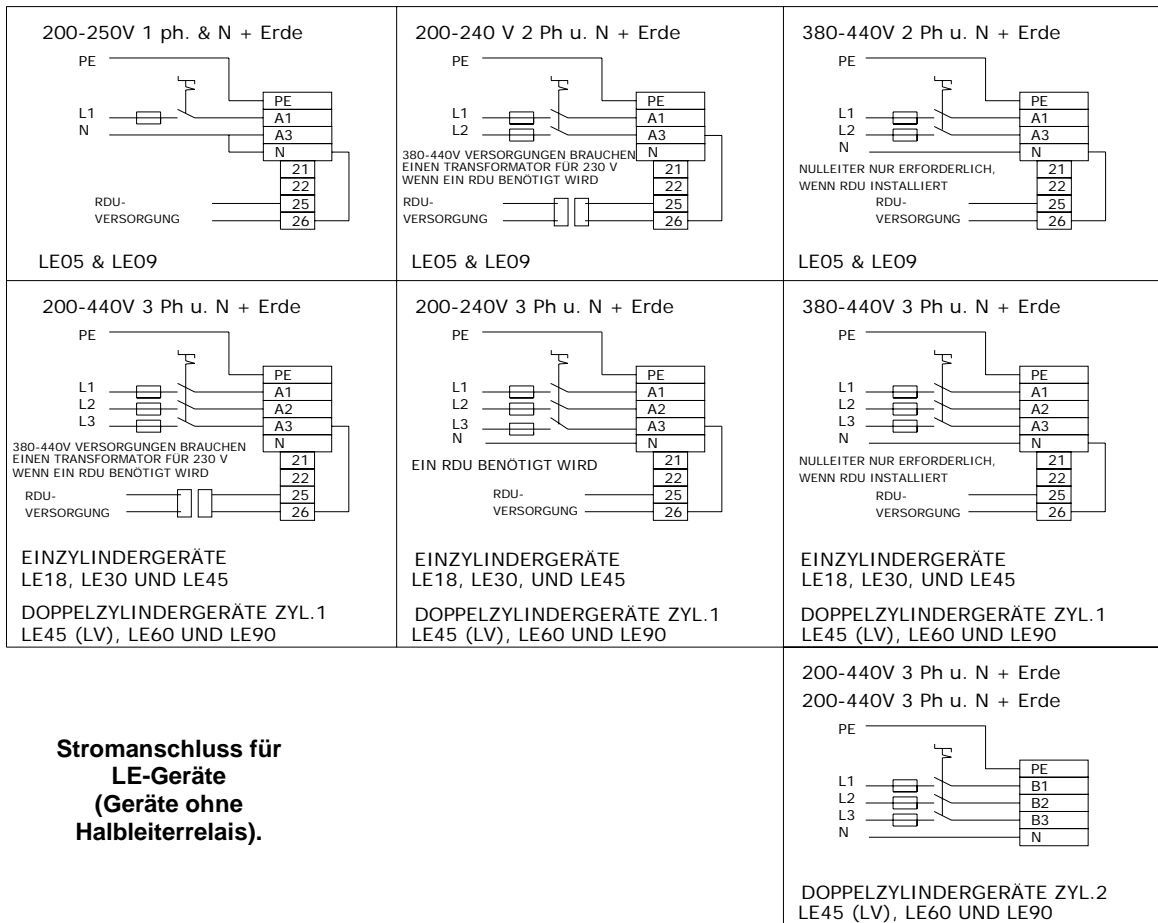 200-250V 1 ph. & N + Erde
PE
L1
N
PE
A1
A3
N
21
22
25
26
RDU-
VERSORGUNG
LE05 & LE09
200-240 V 2 Ph u. N + Erde
PE
L1
L2
PE
A1
A3
N
380-440V VERSORGUNGEN BRAUCHEN
EINEN TRANSFORMATOR FÜR 230 V
WENN EIN RDU BENÖTIGT WIRD
21
22
25
26
RDU-
VERSORGUNG
LE05 & LE09
380-440V 2 Ph u. N + Erde
PE
L1
L2
N
PE
A1
A3
N
NULLEITER NUR ERFORDERLICH,
WENN RDU INSTALLIERT
21
22
25
26
RDU-
VERSORGUNG
LE05 & LE09
200-440V 3 Ph u. N + Erde
PE
L1
L2
L3
PE
A1
A2
A3
N
380-440V VERSORGUNGEN BRAUCHEN
EINEN TRANSFORMATOR FÜR 230 V
WENN EIN RDU BENÖTIGT WIRD
21
22
25
26
RDU-
VERSORGUNG
EINZYLINDERGERÄTE
LE18, LE30 UND LE45
DOPPELZYLINDERGERÄTE ZYL.1
LE45 (LV), LE60 UND LE90
200-240V 3 Ph u. N + Erde
PE
L1
L2
L3
N
PE
A1
A2
A3
N
EIN RDU BENÖTIGT WIRD
21
22
25
26
RDU-
VERSORGUNG
EINZYLINDERGERÄTE
LE18, LE30, UND LE45
DOPPELZYLINDERGERÄTE ZYL.1
LE45 (LV), LE60 UND LE90
380-440V 3 Ph u. N + Erde
PE
L1
L2
L3
N
PE
A1
A2
A3
N
NULLEITER NUR ERFORDERLICH,
WENN RDU INSTALLIERT
21
22
25
26
RDU-
VERSORGUNG
EINZYLINDERGERÄTE
LE18, LE30, UND LE45
DOPPELZYLINDERGERÄTE ZYL.1
LE45 (LV), LE60 UND LE90
Stromanschluss für
LE-Geräte
(Geräte ohne
Halbleiterrelais).
200-440V 3 Ph u. N + Erde
200-440V 3 Ph u. N + Erde
PE
L1
L2
L3
N
PE
B1
B2
B3
N
DOPPELZYLINDERGERÄTE ZYL.2
LE45 (LV), LE60 UND LE90